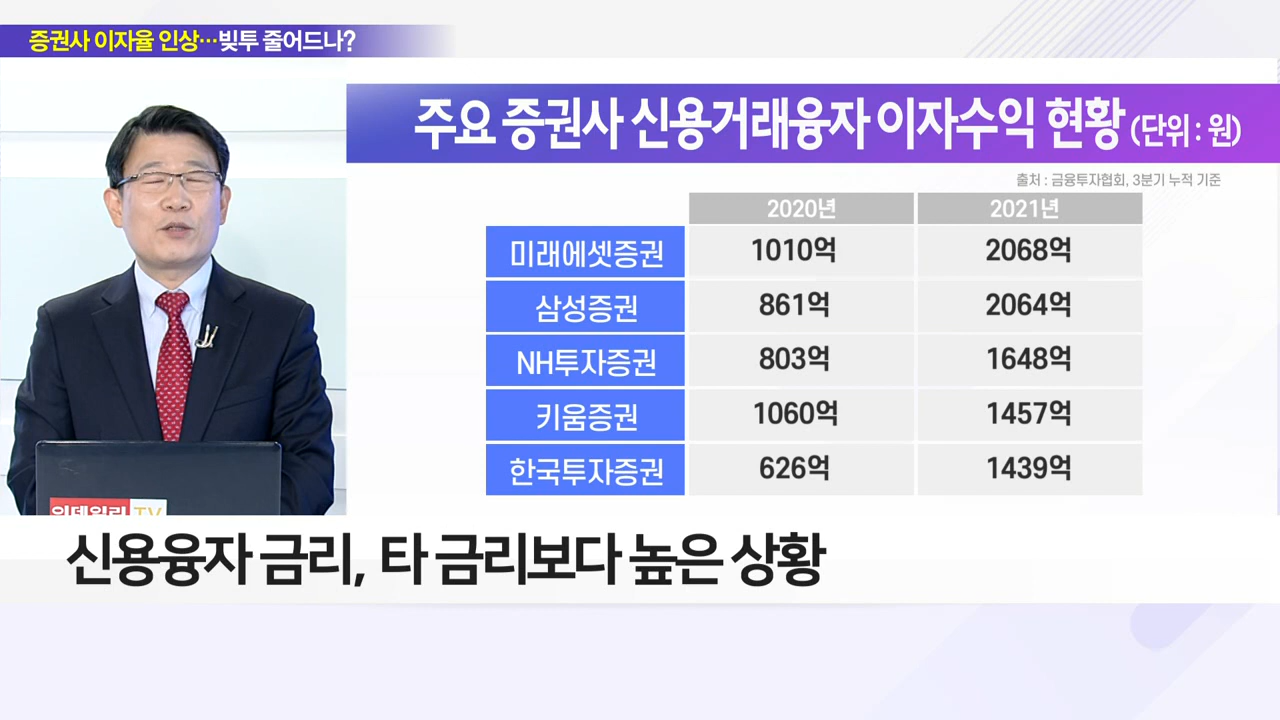 증권사 이자율 인상…빚투 줄어드나?
주요 증권사 신용거래융자 이자수익 현황 (단위 : 원)
출처 : 금융투자협회, 3분기 누적 기준
2020년 2021년
미래에셋증권 1010억 2068억
삼성증권 861억 2064억
NH투자증권 803억 1648억
키움증권 1060억 1457억
한국투자증권 626억 1439억
이데일리 TV
신용융자 금리, 타 금리보다 높은 상황